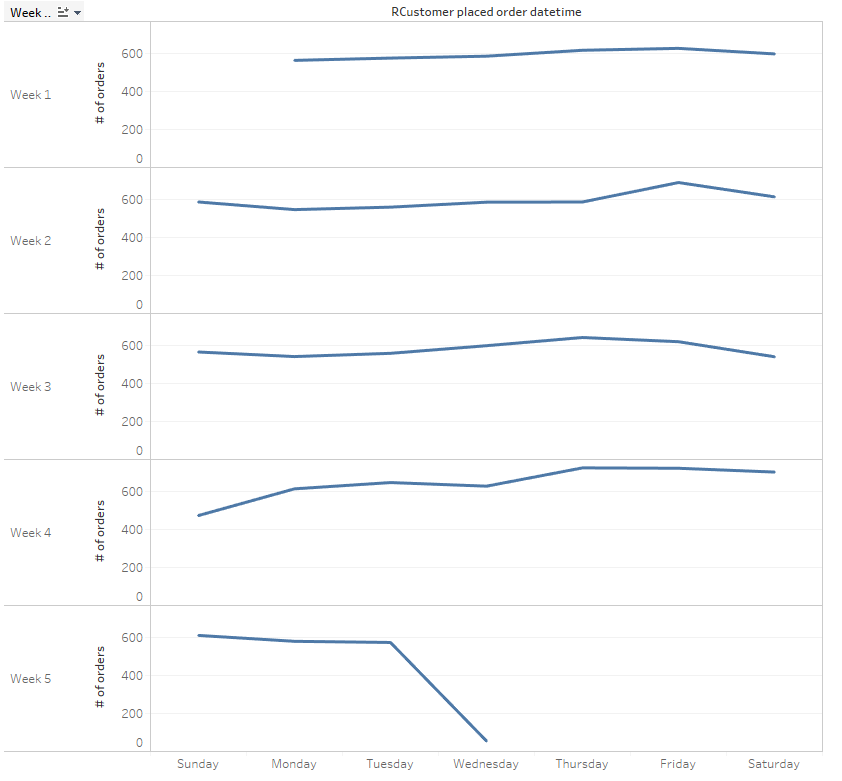 Week ..
RCustomer placed order datetime
Week 1
# of orders
600
400
200
0
Week 2
# of orders
600
400
200
0
Week 3
# of orders
600
400
200
0
Week 4
# of orders
600
400
200
0
Week 5
# of orders
600
400
200
0
Sunday Monday Tuesday Wednesday Thursday Friday Saturday